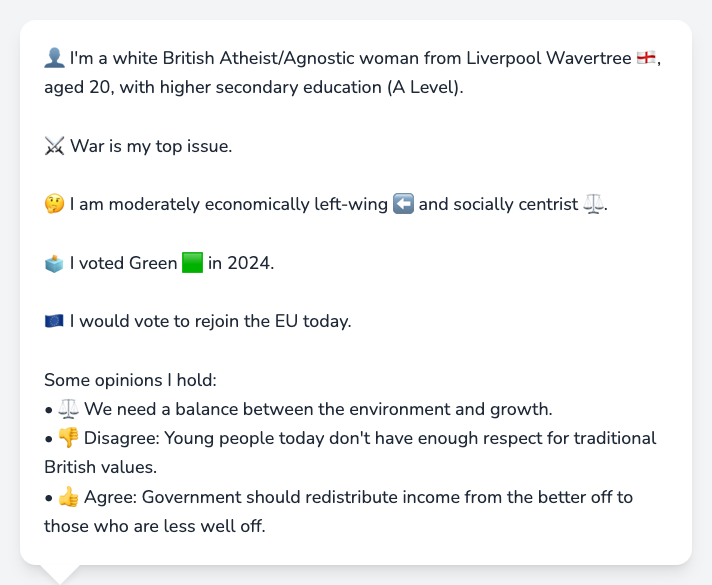 👤 I'm a white British Atheist/Agnostic woman from Liverpool Wavertree 🏴󠁧󠁢󠁥󠁮󠁧󠁿,
aged 20, with higher secondary education (A Level).
⚔️ War is my top issue.
🤔 I am moderately economically left-wing ⬅️ and socially centrist ⚖️.
🗳️ I voted Green 🟩 in 2024.
🇪🇺 I would vote to rejoin the EU today.
Some opinions I hold:
• ⚖️ We need a balance between the environment and growth.
• 👎 Disagree: Young people today don't have enough respect for traditional
British values.
• 👍 Agree: Government should redistribute income from the better off to
those who are less well off.